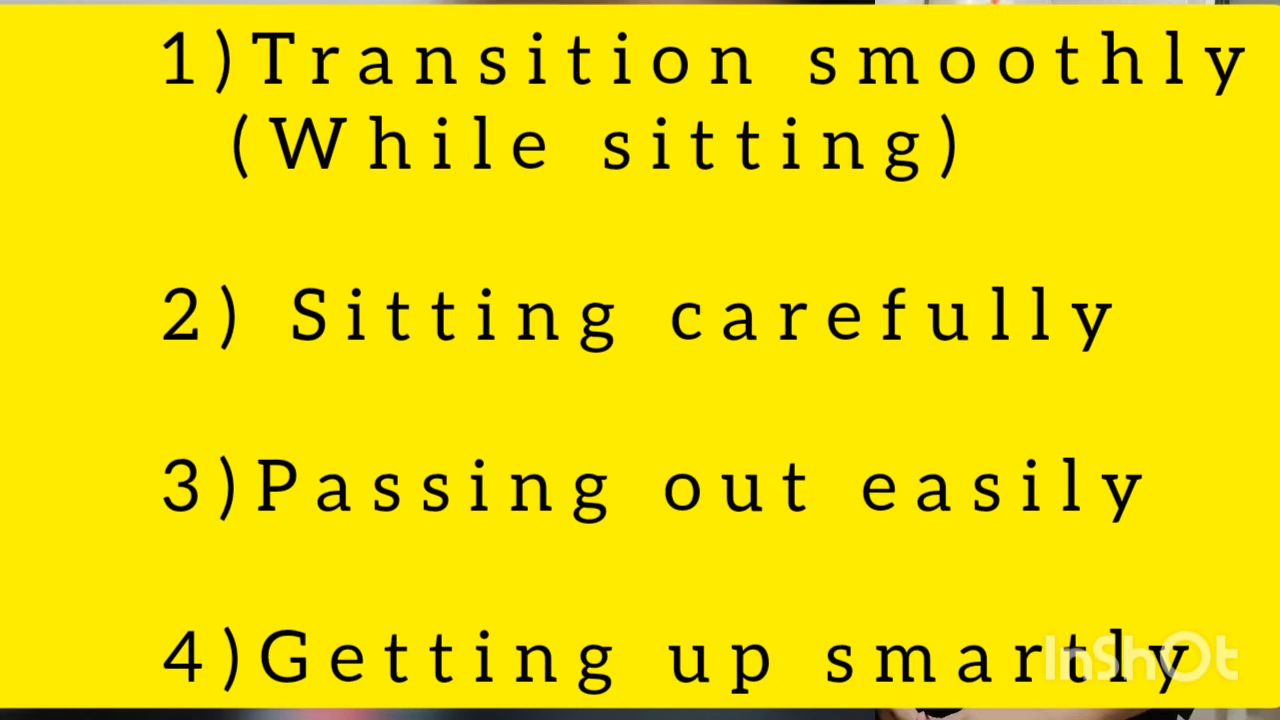 1)Transition smoothly
(While sitting)
2) Sitting carefully
3)Passing out easily
4)Getting up smartly
InShOt